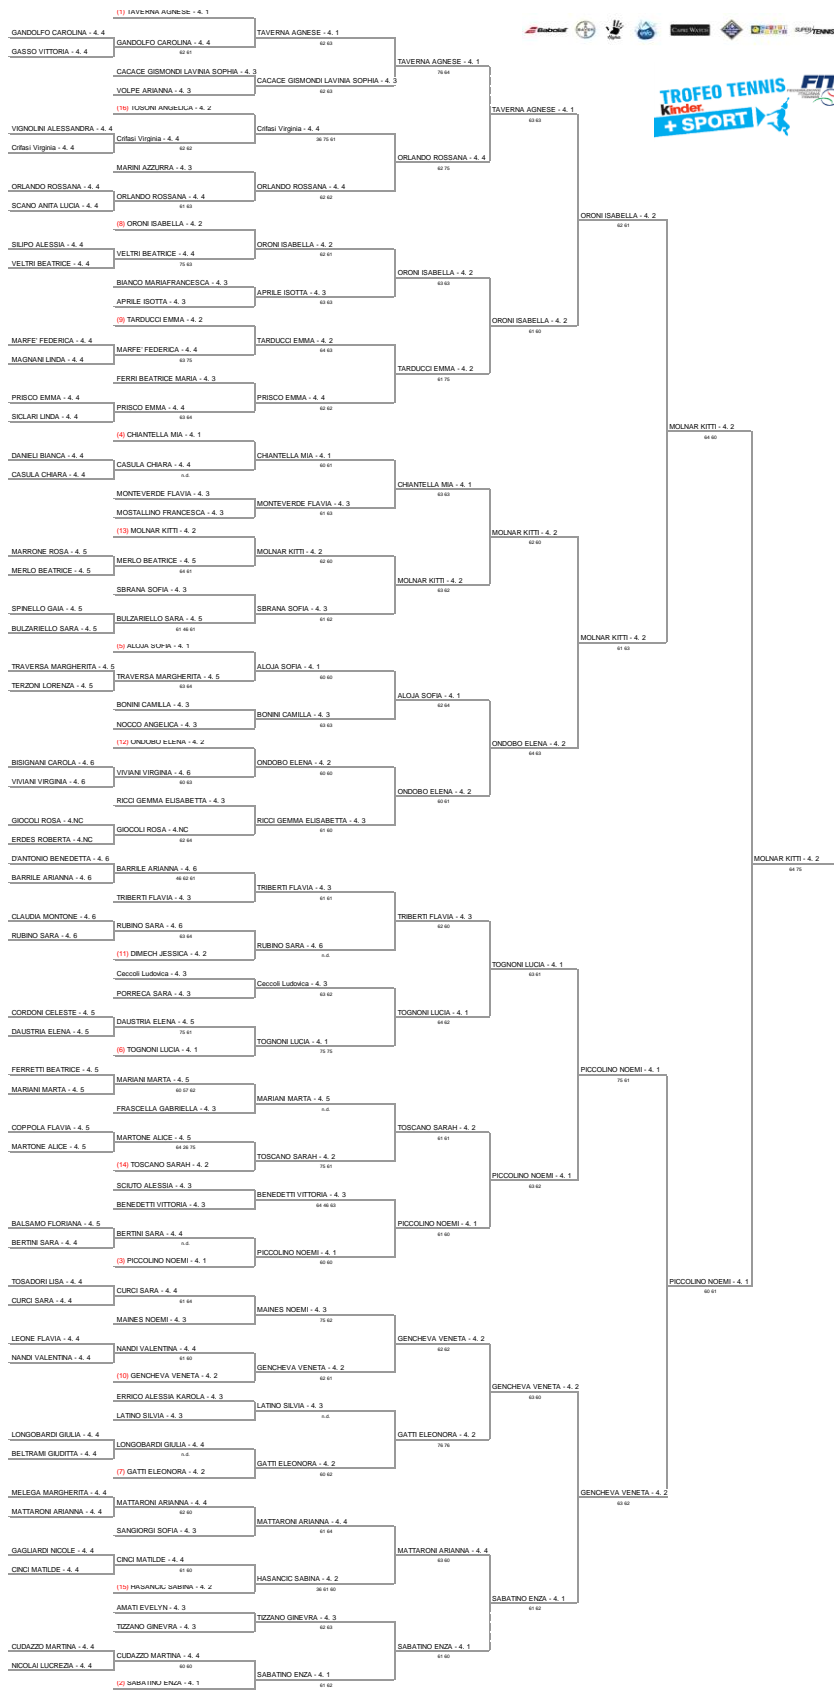 (1) TAVERNA AGNESE - 4. 1
GANDOLFO CAROLINA - 4. 4
TAVERNA AGNESE - 4. 1
Babolat
BAYER
CAPRI WATCH
SUPER TENNIS
GANDOLFO CAROLINA - 4. 4
62 63
GASSO VITTORIA - 4. 4
62 61
TAVERNA AGNESE - 4. 1
CACACE GISMONDI LAVINIA SOPHIA - 4. 3
76 64
CACACE GISMONDI LAVINIA SOPHIA - 4. 3
VOLPE ARIANNA - 4. 3
62 63
TROFEO TENNIS
Kinder
+ SPORT
FIT
(16) TOSONI ANGELICA - 4. 2
TAVERNA AGNESE - 4. 1
63 63
VIGNOLINI ALESSANDRA - 4. 4
Crifasi Virginia - 4. 4
Crifasi Virginia - 4. 4
36 75 61
Crifasi Virginia - 4. 4
62 62
ORLANDO ROSSANA - 4. 4
62 75
MARINI AZZURRA - 4. 3
ORLANDO ROSSANA - 4. 4
ORLANDO ROSSANA - 4. 4
62 62
ORLANDO ROSSANA - 4. 4
SCANO ANITA LUCIA - 4. 4
61 63
ORONI ISABELLA - 4. 2
62 61
(8) ORONI ISABELLA - 4. 2
SILIPO ALESSIA - 4. 4
ORONI ISABELLA - 4. 2
62 61
VELTRI BEATRICE - 4. 4
VELTRI BEATRICE - 4. 4
75 63
ORONI ISABELLA - 4. 2
63 63
BIANCO MARIAFRANCESCA - 4. 3
APRILE ISOTTA - 4. 3
APRILE ISOTTA - 4. 3
63 63
(9) TARDUCCI EMMA - 4. 2
ORONI ISABELLA - 4. 2
61 60
MARFE' FEDERICA - 4. 4
TARDUCCI EMMA - 4. 2
64 63
MARFE' FEDERICA - 4. 4
MAGNANI LINDA - 4. 4
63 75
TARDUCCI EMMA - 4. 2
61 75
FERRI BEATRICE MARIA - 4. 3
PRISCO EMMA - 4. 4
PRISCO EMMA - 4. 4
62 62
PRISCO EMMA - 4. 4
SICLARI LINDA - 4. 4
63 64
MOLNAR KITTI - 4. 2
64 60
(4) CHIANTELLA MIA - 4. 1
DANIELI BIANCA - 4. 4
CHIANTELLA MIA - 4. 1
60 61
CASULA CHIARA - 4. 4
CASULA CHIARA - 4. 4
n.d.
CHIANTELLA MIA - 4. 1
63 63
MONTEVERDE FLAVIA - 4. 3
MONTEVERDE FLAVIA - 4. 3
MOSTALLINO FRANCESCA - 4. 3
61 63
(13) MOLNAR KITTI - 4. 2
MOLNAR KITTI - 4. 2
62 60
MARRONE ROSA - 4. 5
MOLNAR KITTI - 4. 2
62 60
MERLO BEATRICE - 4. 5
MERLO BEATRICE - 4. 5
64 61
MOLNAR KITTI - 4. 2
63 62
SBRANA SOFIA - 4. 3
SPINELLO GAIA - 4. 5
SBRANA SOFIA - 4. 3
61 62
BULZARIELLO SARA - 4. 5
BULZARIELLO SARA - 4. 5
61 46 61
MOLNAR KITTI - 4. 2
61 63
(5) ALOJA SOFIA - 4. 1
TRAVERSA MARGHERITA - 4. 5
ALOJA SOFIA - 4. 1
60 60
TRAVERSA MARGHERITA - 4. 5
TERZONI LORENZA - 4. 5
63 64
ALOJA SOFIA - 4. 1
62 64
BONINI CAMILLA - 4. 3
BONINI CAMILLA - 4. 3
NOCCO ANGELICA - 4. 3
63 63
(12) ONDOBO ELENA - 4. 2
ONDOBO ELENA - 4. 2
64 63
BISIGNANI CAROLA - 4. 6
ONDOBO ELENA - 4. 2
60 60
VIVIANI VIRGINIA - 4. 6
VIVIANI VIRGINIA - 4. 6
60 63
ONDOBO ELENA - 4. 2
60 61
RICCI GEMMA ELISABETTA - 4. 3
GIOCOLI ROSA - 4.NC
RICCI GEMMA ELISABETTA - 4. 3
61 60
GIOCOLI ROSA - 4.NC
ERDES ROBERTA - 4.NC
62 64
MOLNAR KITTI - 4. 2
64 75
D'ANTONIO BENEDETTA - 4. 6
BARRILE ARIANNA - 4. 6
BARRILE ARIANNA - 4. 6
46 62 61
TRIBERTI FLAVIA - 4. 3
61 61
TRIBERTI FLAVIA - 4. 3
CLAUDIA MONTONE - 4. 6
TRIBERTI FLAVIA - 4. 3
62 60
RUBINO SARA - 4. 6
RUBINO SARA - 4. 6
63 64
RUBINO SARA - 4. 6
n.d.
(11) DIMECH JESSICA - 4. 2
TOGNONI LUCIA - 4. 1
63 61
Ceccoli Ludovica - 4. 3
Ceccoli Ludovica - 4. 3
PORRECA SARA - 4. 3
63 62
CORDONI CELESTE - 4. 5
TOGNONI LUCIA - 4. 1
64 62
DAUSTRIA ELENA - 4. 5
DAUSTRIA ELENA - 4. 5
75 61
TOGNONI LUCIA - 4. 1
75 75
(6) TOGNONI LUCIA - 4. 1
FERRETTI BEATRICE - 4. 5
PICCOLINO NOEMI - 4. 1
75 61
MARIANI MARTA - 4. 5
MARIANI MARTA - 4. 5
60 57 62
MARIANI MARTA - 4. 5
n.d.
FRASCELLA GABRIELLA - 4. 3
COPPOLA FLAVIA - 4. 5
TOSCANO SARAH - 4. 2
61 61
MARTONE ALICE - 4. 5
MARTONE ALICE - 4. 5
64 26 75
TOSCANO SARAH - 4. 2
75 61
(14) TOSCANO SARAH - 4. 2
PICCOLINO NOEMI - 4. 1
63 62
SCIUTO ALESSIA - 4. 3
BENEDETTI VITTORIA - 4. 3
BENEDETTI VITTORIA - 4. 3
64 46 63
BALSAMO FLORIANA - 4. 5
PICCOLINO NOEMI - 4. 1
61 60
BERTINI SARA - 4. 4
BERTINI SARA - 4. 4
n.d.
PICCOLINO NOEMI - 4. 1
60 60
(3) PICCOLINO NOEMI - 4. 1
TOSADORI LISA - 4. 4
PICCOLINO NOEMI - 4. 1
60 61
CURCI SARA - 4. 4
CURCI SARA - 4. 4
61 64
MAINES NOEMI - 4. 3
75 62
MAINES NOEMI - 4. 3
LEONE FLAVIA - 4. 4
GENCHEVA VENETA - 4. 2
62 62
NANDI VALENTINA - 4. 4
NANDI VALENTINA - 4. 4
61 60
GENCHEVA VENETA - 4. 2
62 61
(10) GENCHEVA VENETA - 4. 2
GENCHEVA VENETA - 4. 2
63 60
ERRICO ALESSIA KAROLA - 4. 3
LATINO SILVIA - 4. 3
LATINO SILVIA - 4. 3
n.d.
LONGOBARDI GIULIA - 4. 4
GATTI ELEONORA - 4. 2
76 76
LONGOBARDI GIULIA - 4. 4
BELTRAMI GIUDITTA - 4. 4
n.d.
GATTI ELEONORA - 4. 2
60 62
(7) GATTI ELEONORA - 4. 2
MELEGA MARGHERITA - 4. 4
GENCHEVA VENETA - 4. 2
63 62
MATTARONI ARIANNA - 4. 4
MATTARONI ARIANNA - 4. 4
62 60
MATTARONI ARIANNA - 4. 4
61 64
SANGIORGI SOFIA - 4. 3
GAGLIARDI NICOLE - 4. 4
MATTARONI ARIANNA - 4. 4
63 60
CINCI MATILDE - 4. 4
CINCI MATILDE - 4. 4
61 60
HASANCIC SABINA - 4. 2
36 61 60
(15) HASANCIC SABINA - 4. 2
SABATINO ENZA - 4. 1
61 62
AMATI EVELYN - 4. 3
TIZZANO GINEVRA - 4. 3
TIZZANO GINEVRA - 4. 3
62 63
CUDAZZO MARTINA - 4. 4
SABATINO ENZA - 4. 1
61 60
CUDAZZO MARTINA - 4. 4
NICOLAI LUCREZIA - 4. 4
60 60
SABATINO ENZA - 4. 1
61 62
(2) SABATINO ENZA - 4. 1